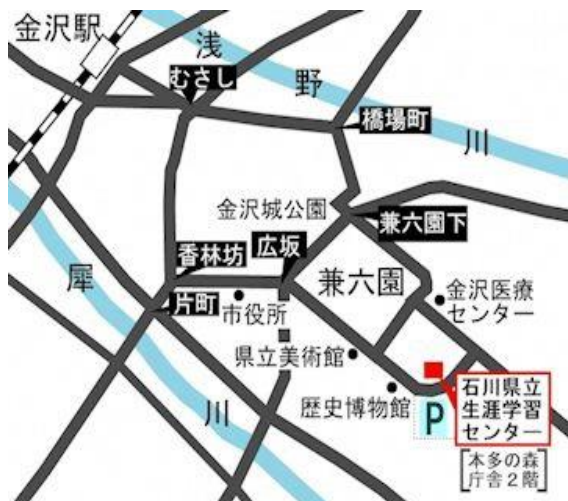 金沢駅
浅野川
むさし
橋場町
金沢城公園
兼六園下
香林坊
広坂
兼六園
金沢医療
センター
犀川
片町
市役所
県立美術館
歴史博物館
P
石川県立
生涯学習
センター
本多の森
庁舎2階